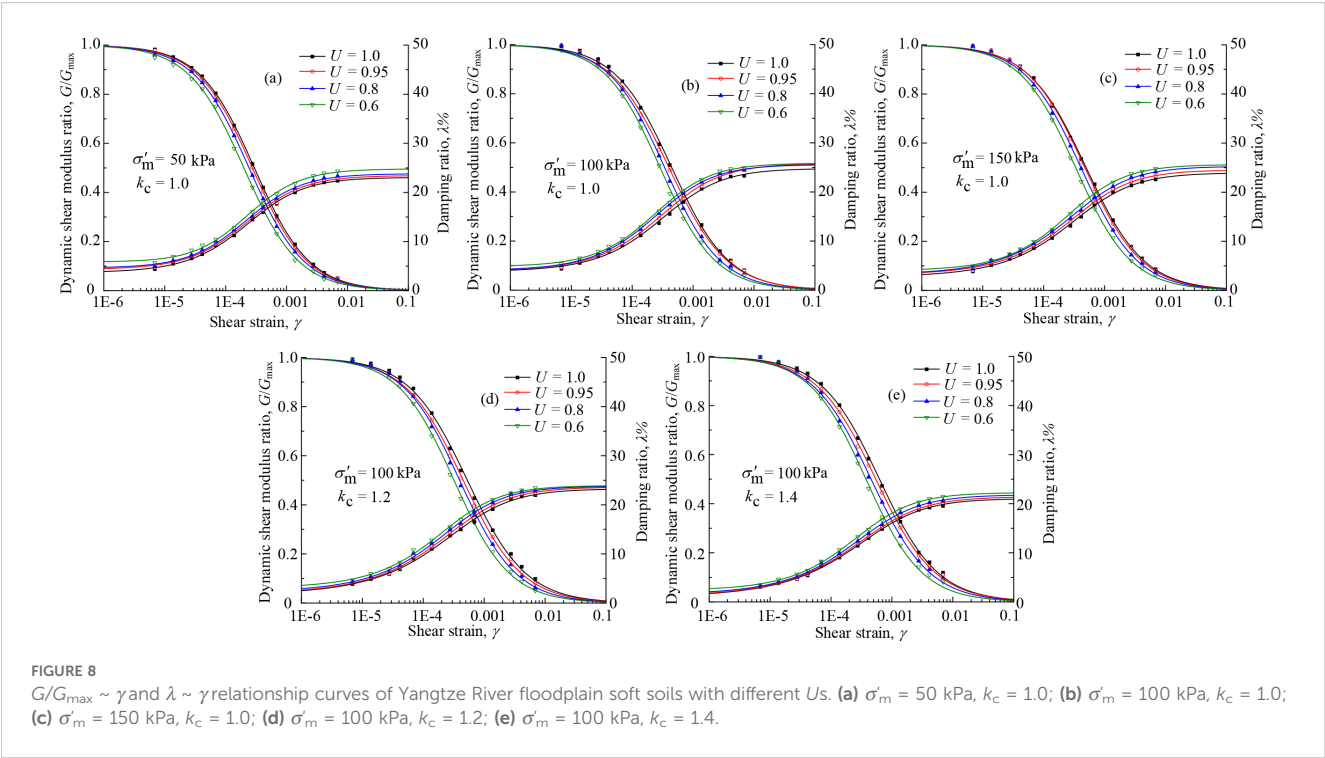 Dynamic shear modulus ratio, G/Gmax
1.0
0.8
0.6
0.4
0.2
0
(a)
U = 1.0
U = 0.95
U = 0.8
U = 0.6
σ′m = 50 kPa
kc = 1.0
50
40
30
20
10
0
Damping ratio, λ%
1E-6 1E-5 1E-4 0.001 0.01 0.1
Shear strain, γ
Dynamic shear modulus ratio, G/Gmax
1.0
0.8
0.6
0.4
0.2
0
(b)
U = 1.0
U = 0.95
U = 0.8
U = 0.6
σ′m = 100 kPa
kc = 1.0
50
40
30
20
10
0
Damping ratio, λ%
1E-6 1E-5 1E-4 0.001 0.01 0.1
Shear strain, γ
Dynamic shear modulus ratio, G/Gmax
1.0
0.8
0.6
0.4
0.2
0
(c)
U = 1.0
U = 0.95
U = 0.8
U = 0.6
σ′m = 150 kPa
kc = 1.0
50
40
30
20
10
0
Damping ratio, λ%
1E-6 1E-5 1E-4 0.001 0.01 0.1
Shear strain, γ
Dynamic shear modulus ratio, G/Gmax
1.0
0.8
0.6
0.4
0.2
0
(d)
U = 1.0
U = 0.95
U = 0.8
U = 0.6
σ′m = 100 kPa
kc = 1.2
50
40
30
20
10
0
Damping ratio, λ%
1E-6 1E-5 1E-4 0.001 0.01 0.1
Shear strain, γ
Dynamic shear modulus ratio, G/Gmax
1.0
0.8
0.6
0.4
0.2
0
(e)
U = 1.0
U = 0.95
U = 0.8
U = 0.6
σ′m = 100 kPa
kc = 1.4
50
40
30
20
10
0
Damping ratio, λ%
1E-6 1E-5 1E-4 0.001 0.01 0.1
Shear strain, γ
FIGURE 8
G/Gmax ~ γ and λ ~ γ relationship curves of Yangtze River floodplain soft soils with different Us. (a) σ′m = 50 kPa, kc = 1.0; (b) σ′m = 100 kPa, kc = 1.0;
(c) σ′m = 150 kPa, kc = 1.0; (d) σ′m = 100 kPa, kc = 1.2; (e) σ′m = 100 kPa, kc = 1.4.